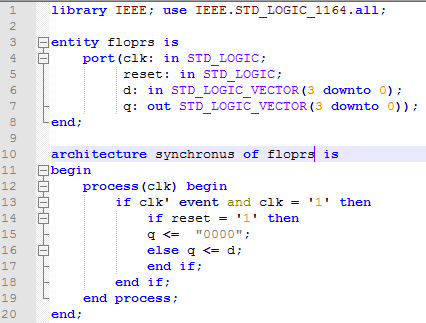 1 library IEEE; use IEEE.STD_LOGIC_1164.all;
2
3 entity floprs is
4 port(clk: in STD_LOGIC;
5 reset: in STD_LOGIC;
6 d: in STD_LOGIC_VECTOR(3 downto 0);
7 q: out STD_LOGIC_VECTOR(3 downto 0));
8 end;
9
10 architecture synchronus of floprs is
11 begin
12 process(clk) begin
13 if clk' event and clk = '1' then
14 if reset = '1' then
15 q <= "0000";
16 else q <= d;
17 end if;
18 end if;
19 end process;
20 end;